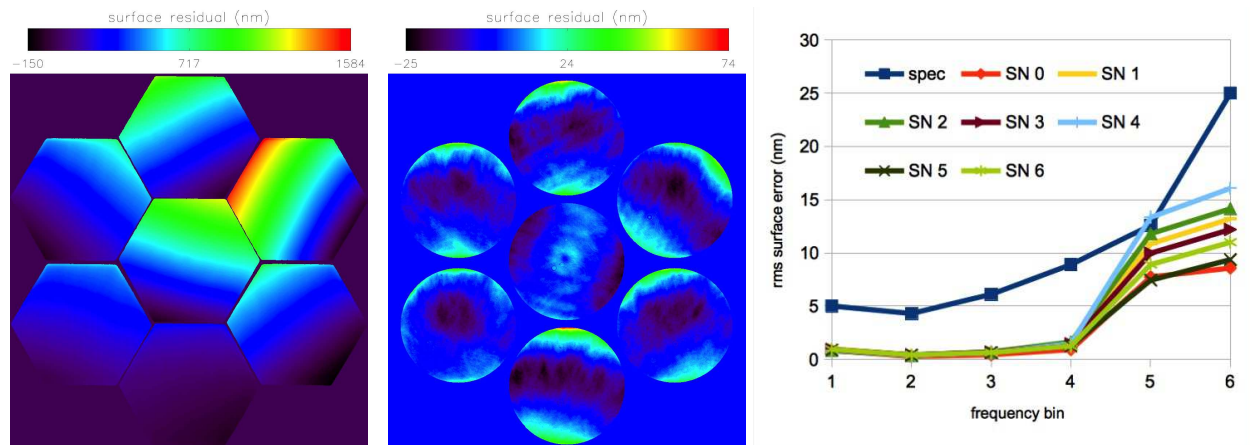 surface residual (nm)
−150 717 1584
surface residual (nm)
−25 24 74
30
25
20
15
10
5
0
rms surface error (nm)
spec SN 0 SN 1
SN 2 SN 3 SN 4
SN 5 SN 6
1 2 3 4 5 6
frequency bin